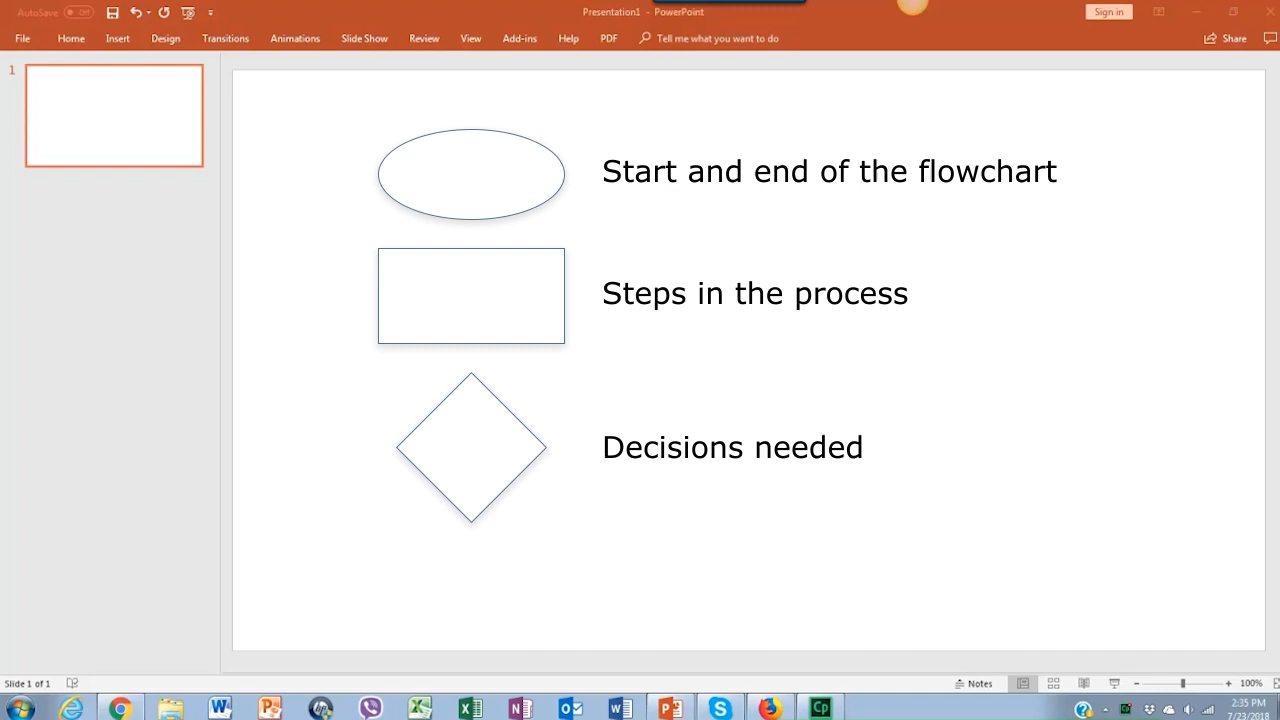 AutoSave Off
Presentation1 - PowerPoint
Sign in
File Home Insert Design Transitions Animations Slide Show Review View Add-ins Help PDF Tell me what you want to do Share
1
Start and end of the flowchart
Steps in the process
Decisions needed
Slide 1 of 1 Notes 100%
2:35 PM
7/23/2018